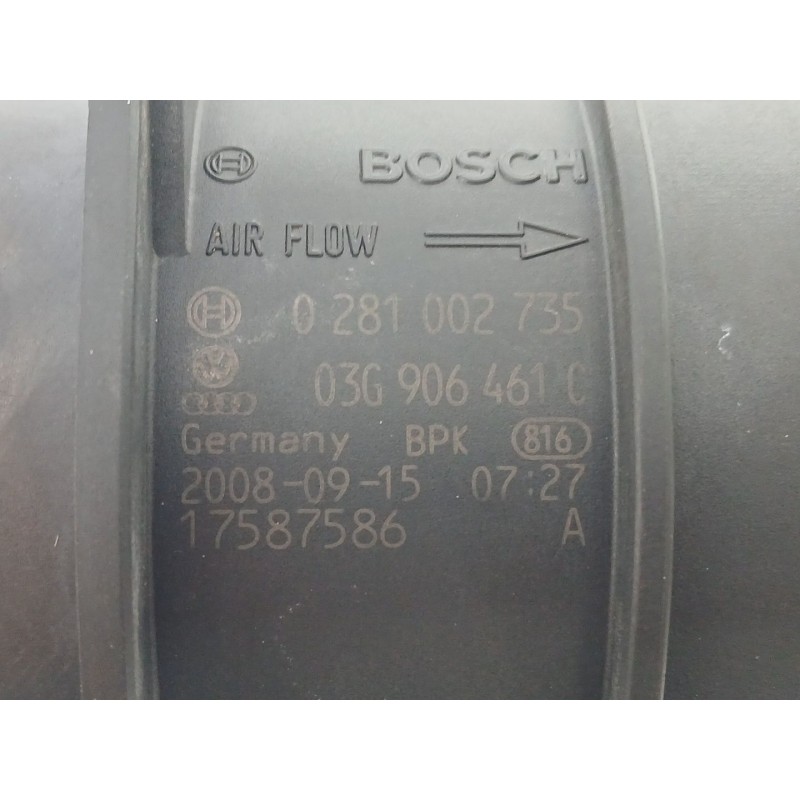 BOSCH
AIR FLOW
0 281 002 735
03G 906 461 C
Germany BPK 816
2008-09-15 07:27
17587586 A